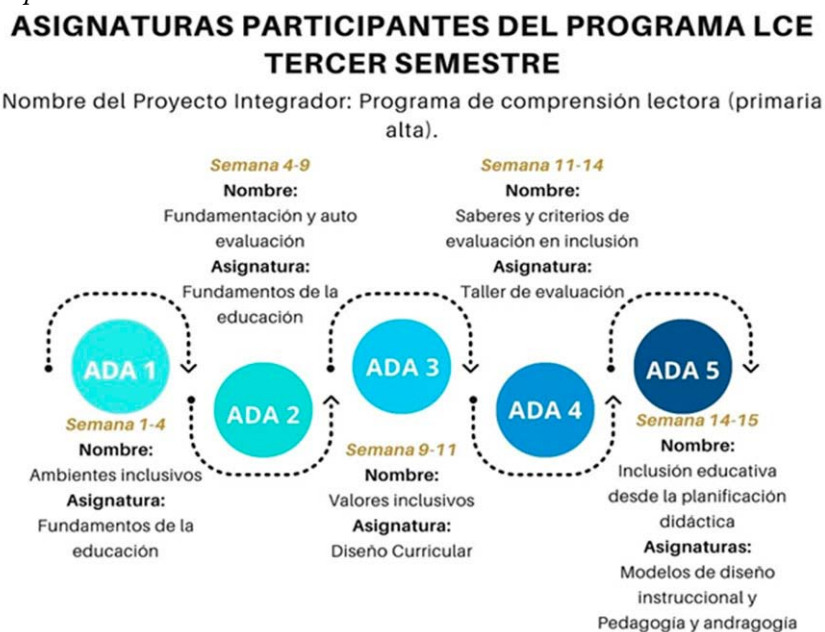 ASIGNATURAS PARTICIPANTES DEL PROGRAMA LCE
TERCER SEMESTRE
Nombre del Proyecto Integrador: Programa de comprensión lectora (primaria
alta).
Semana 4-9
Nombre:
Fundamentación y auto
evaluación
Asignatura:
Fundamentos de la
educación
Semana 11-14
Nombre:
Saberes y criterios de
evaluación en inclusión
Asignatura:
Taller de evaluación
ADA 1
ADA 2
ADA 3
ADA 4
ADA 5
Semana 1-4
Nombre:
Ambientes inclusivos
Asignatura:
Fundamentos de la
educación
Semana 9-11
Nombre:
Valores inclusivos
Asignatura:
Diseño Curricular
Semana 14-15
Nombre:
Inclusión educativa
desde la planificación
didáctica
Asignaturas:
Modelos de diseño
instruccional y
Pedagogía y andragogía